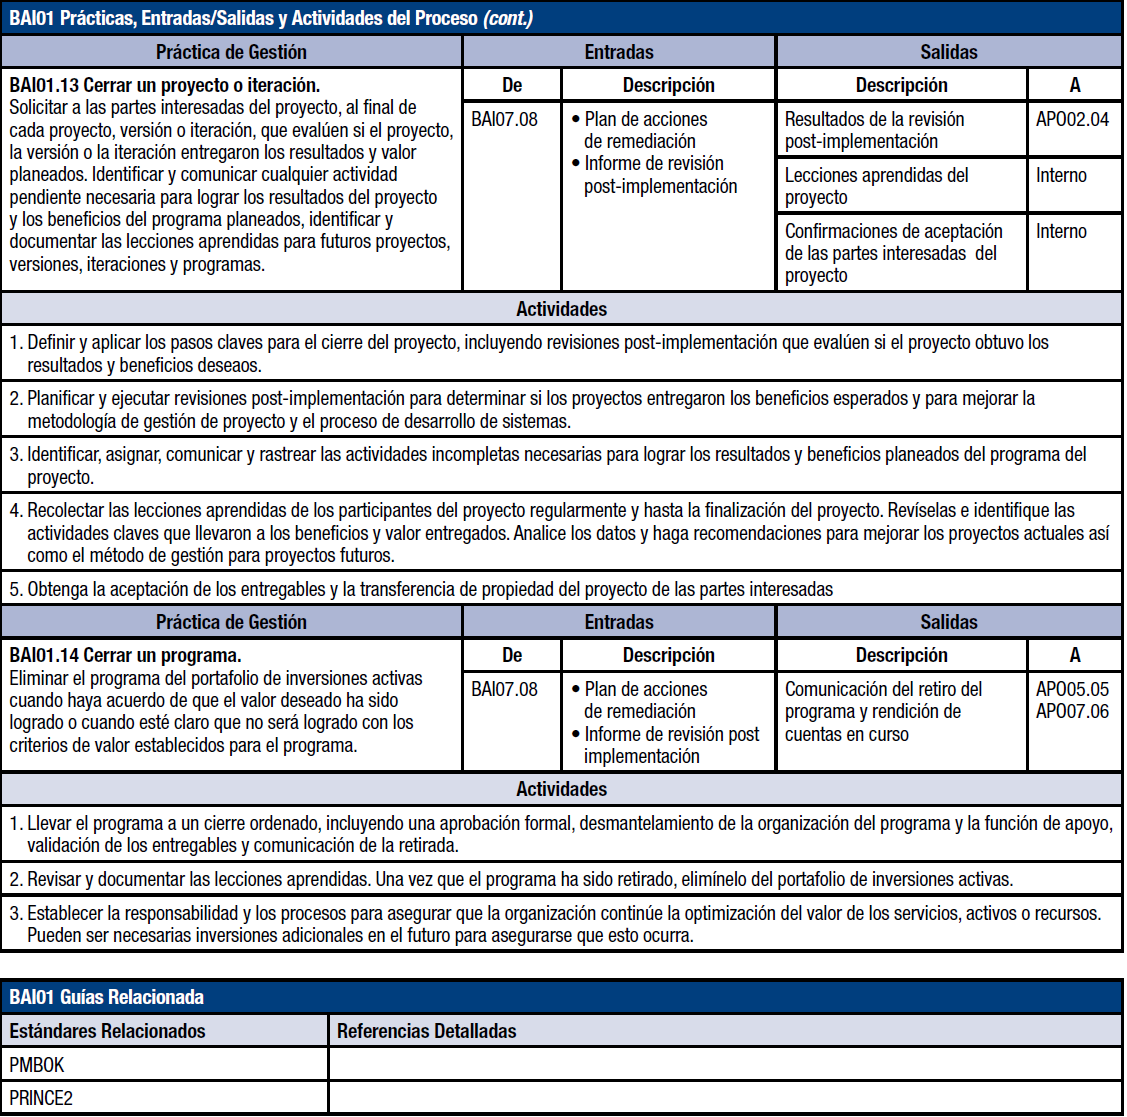 BAI01 Prácticas, Entradas/Salidas y Actividades del Proceso (cont.)
Práctica de Gestión
Entradas
Salidas
BAI01.13 Cerrar un proyecto o iteración.
Solicitar a las partes interesadas del proyecto, al final de
cada proyecto, versión o iteración, que evalúen si el proyecto,
la versión o la iteración entregaron los resultados y valor
planeados. Identificar y comunicar cualquier actividad
pendiente necesaria para lograr los resultados del proyecto
y los beneficios del programa planeados, identificar y
documentar las lecciones aprendidas para futuros proyectos,
versiones, iteraciones y programas.
De
Descripción
Descripción
A
BAI07.08
• Plan de acciones
de remediación
• Informe de revisión
post-implementación
Resultados de la revisión
post-implementación
APO02.04
Lecciones aprendidas del
proyecto
Interno
Confirmaciones de aceptación
de las partes interesadas del
proyecto
Interno
Actividades
1. Definir y aplicar los pasos claves para el cierre del proyecto, incluyendo revisiones post-implementación que evalúen si el proyecto obtuvo los
resultados y beneficios deseaos.
2. Planificar y ejecutar revisiones post-implementación para determinar si los proyectos entregaron los beneficios esperados y para mejorar la
metodología de gestión de proyecto y el proceso de desarrollo de sistemas.
3. Identificar, asignar, comunicar y rastrear las actividades incompletas necesarias para lograr los resultados y beneficios planeados del programa del
proyecto.
4. Recolectar las lecciones aprendidas de los participantes del proyecto regularmente y hasta la finalización del proyecto. Revíselas e identifique las
actividades claves que llevaron a los beneficios y valor entregados. Analice los datos y haga recomendaciones para mejorar los proyectos actuales así
como el método de gestión para proyectos futuros.
5. Obtenga la aceptación de los entregables y la transferencia de propiedad del proyecto de las partes interesadas
Práctica de Gestión
Entradas
Salidas
BAI01.14 Cerrar un programa.
Eliminar el programa del portafolio de inversiones activas
cuando haya acuerdo de que el valor deseado ha sido
logrado o cuando esté claro que no será logrado con los
criterios de valor establecidos para el programa.
De
Descripción
Descripción
A
BAI07.08
• Plan de acciones
de remediación
• Informe de revisión post
implementación
Comunicación del retiro del
programa y rendición de
cuentas en curso
APO05.05
APO07.06
Actividades
1. Llevar el programa a un cierre ordenado, incluyendo una aprobación formal, desmantelamiento de la organización del programa y la función de apoyo,
validación de los entregables y comunicación de la retirada.
2. Revisar y documentar las lecciones aprendidas. Una vez que el programa ha sido retirado, elimínelo del portafolio de inversiones activas.
3. Establecer la responsabilidad y los procesos para asegurar que la organización continúe la optimización del valor de los servicios, activos o recursos.
Pueden ser necesarias inversiones adicionales en el futuro para asegurarse que esto ocurra.
BAI01 Guías Relacionada
Estándares Relacionados
Referencias Detalladas
PMBOK
PRINCE2